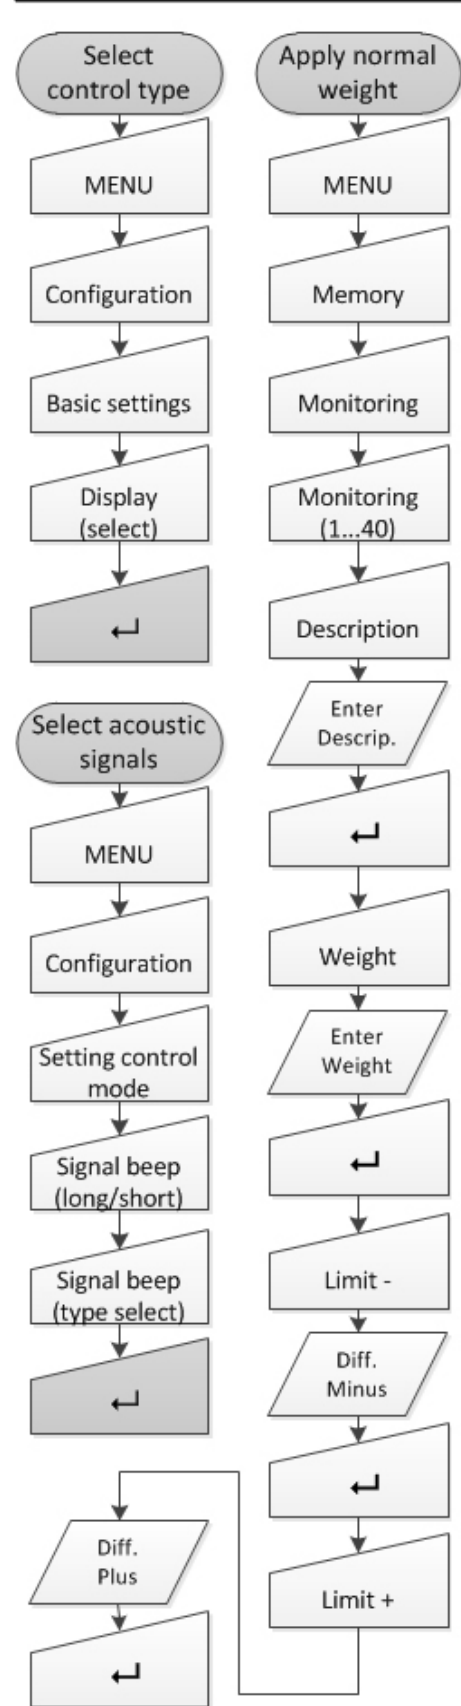 Select
control type
MENU
Configuration
Basic settings
Display
(select)
↵
Select acoustic
signals
MENU
Configuration
Setting control
mode
Signal beep
(long/short)
Signal beep
(type select)
↵
Apply normal
weight
MENU
Memory
Monitoring
Monitoring
(1...40)
Description
Enter
Descrip.
↵
Weight
Enter
Weight
↵
Limit -
Diff.
Minus
↵
Limit +
Diff.
Plus
↵